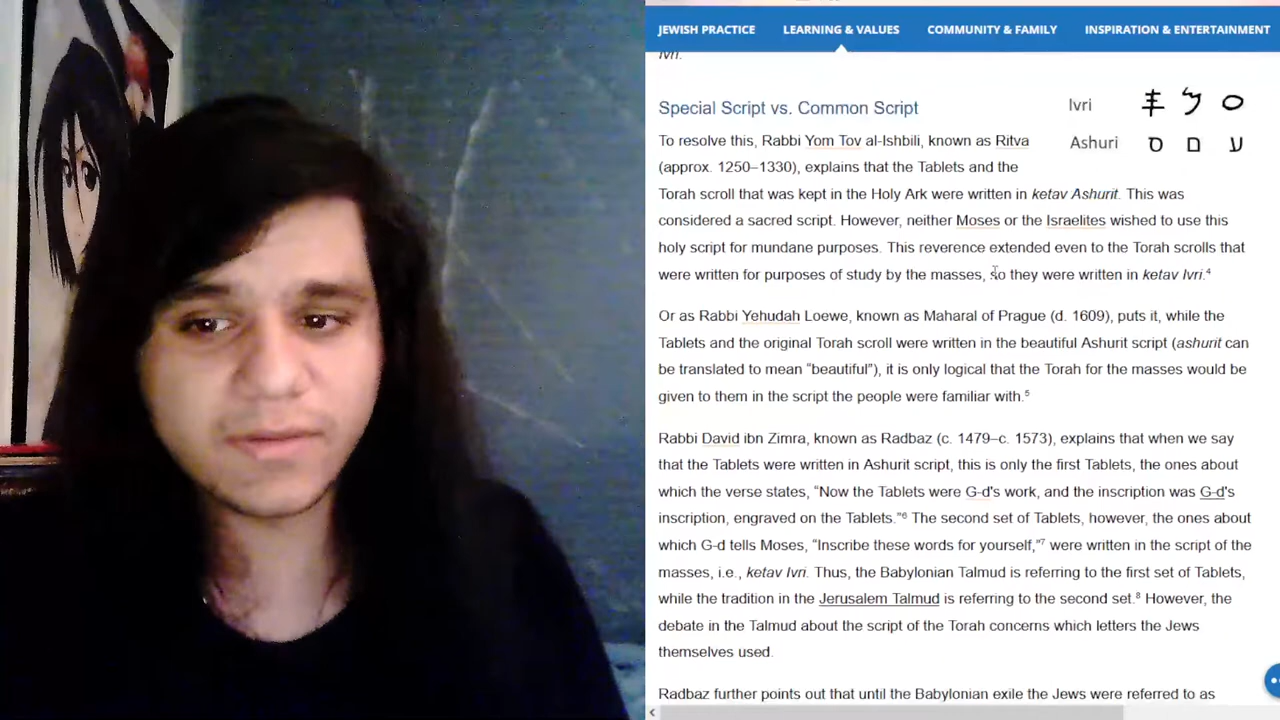 JEWISH PRACTICE LEARNING & VALUES COMMUNITY & FAMILY INSPIRATION & ENTERTAINMENT
Ivri.
Special Script vs. Common Script
Ivri 𐤎 𐤌 𐤏
Ashuri ס ם ע
To resolve this, Rabbi Yom Tov al-Ishbili, known as Ritva
(approx. 1250–1330), explains that the Tablets and the
Torah scroll that was kept in the Holy Ark were written in ketav Ashurit. This was
considered a sacred script. However, neither Moses or the Israelites wished to use this
holy script for mundane purposes. This reverence extended even to the Torah scrolls that
were written for purposes of study by the masses, so they were written in ketav Ivri.⁴
Or as Rabbi Yehudah Loewe, known as Maharal of Prague (d. 1609), puts it, while the
Tablets and the original Torah scroll were written in the beautiful Ashurit script (ashurit can
be translated to mean “beautiful”), it is only logical that the Torah for the masses would be
given to them in the script the people were familiar with.⁵
Rabbi David ibn Zimra, known as Radbaz (c. 1479–c. 1573), explains that when we say
that the Tablets were written in Ashurit script, this is only the first Tablets, the ones about
which the verse states, “Now the Tablets were G-d's work, and the inscription was G-d's
inscription, engraved on the Tablets.”⁶ The second set of Tablets, however, the ones about
which G-d tells Moses, “Inscribe these words for yourself,”⁷ were written in the script of the
masses, i.e., ketav Ivri. Thus, the Babylonian Talmud is referring to the first set of Tablets,
while the tradition in the Jerusalem Talmud is referring to the second set.⁸ However, the
debate in the Talmud about the script of the Torah concerns which letters the Jews
themselves used.
Radbaz further points out that until the Babylonian exile the Jews were referred to as